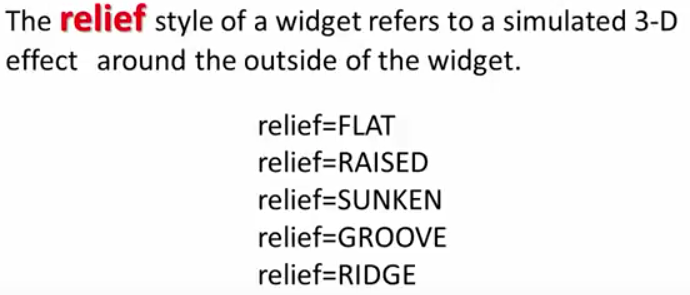 The relief style of a widget refers to a simulated 3-D
effect around the outside of the widget.
relief=FLAT
relief=RAISED
relief=SUNKEN
relief=GROOVE
relief=RIDGE